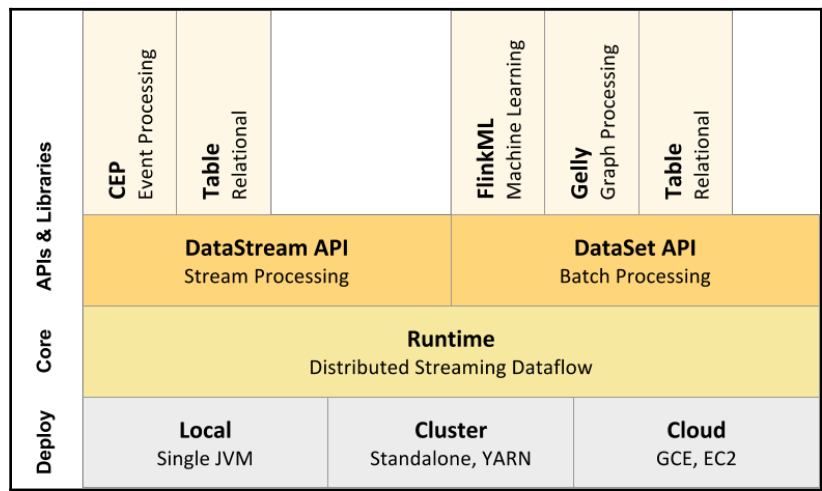 APIs & Libraries
CEP
Event Processing
Table
Relational
FlinkML
Machine Learning
Gelly
Graph Processing
Table
Relational
DataStream API
Stream Processing
DataSet API
Batch Processing
Core
Runtime
Distributed Streaming Dataflow
Deploy
Local
Single JVM
Cluster
Standalone, YARN
Cloud
GCE, EC2